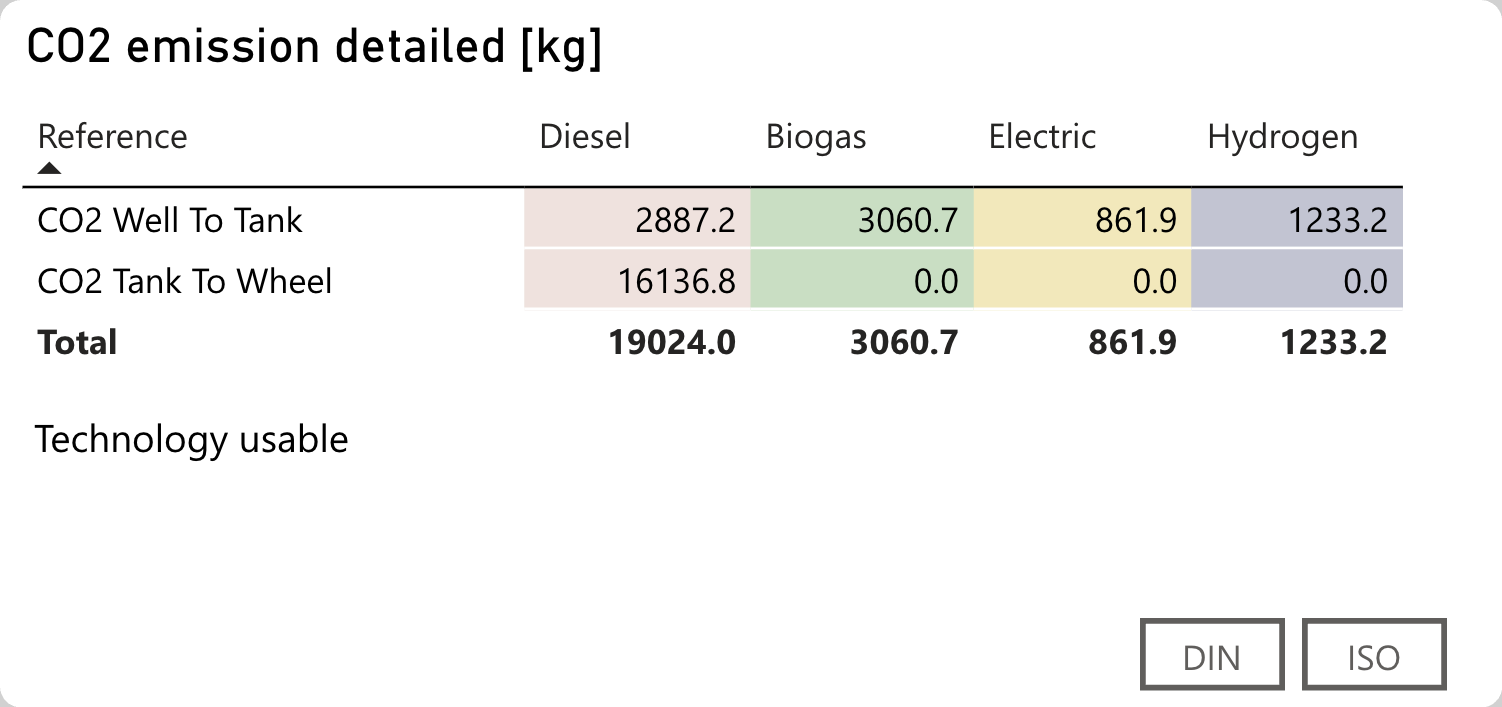 CO2 emission detailed [kg]
Reference Diesel Biogas Electric Hydrogen
CO2 Well To Tank 2887.2 3060.7 861.9 1233.2
CO2 Tank To Wheel 16136.8 0.0 0.0 0.0
Total 19024.0 3060.7 861.9 1233.2
Technology usable
DIN ISO